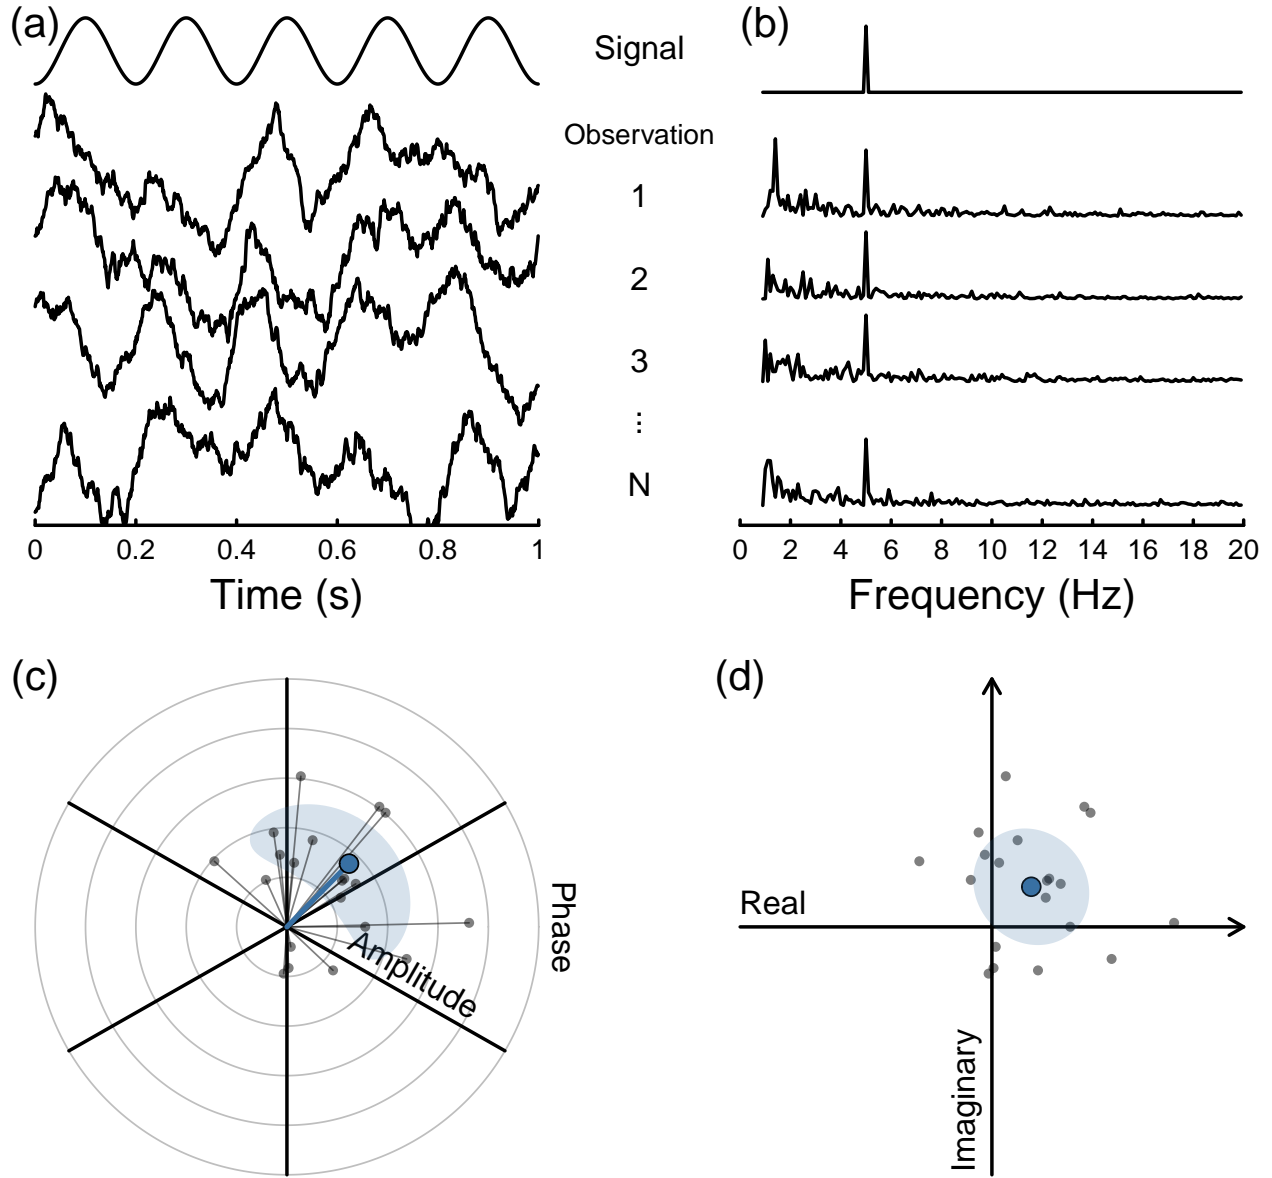 (a)
Signal
(b)
Observation
1
2
3
...
N
0 0.2 0.4 0.6 0.8 1
Time (s)
0 2 4 6 8 10 12 14 16 18 20
Frequency (Hz)
(c)
Phase
Amplitude
(d)
Real
Imaginary